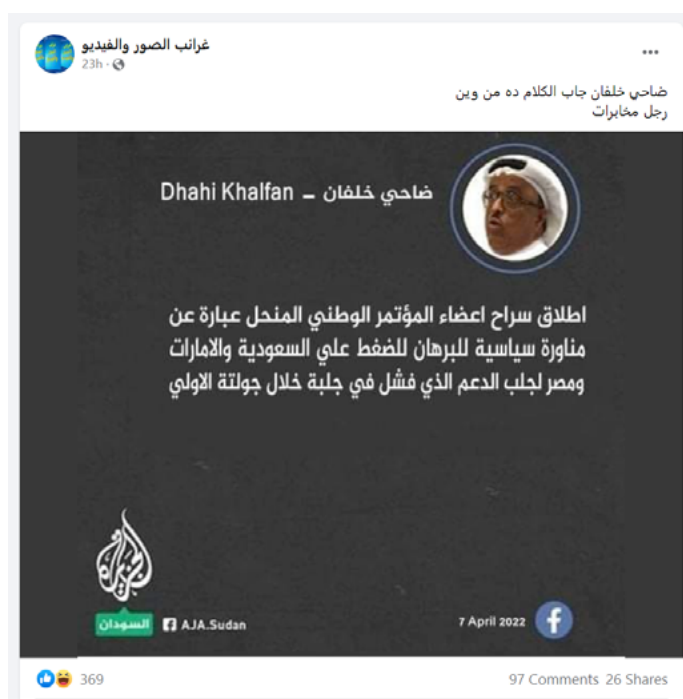 غرائب الصور والفيديو
23h
ضاحي خلفان جاب الكلام ده من وين
رجل مخابرات
ضاحي خلفان – Dhahi Khalfan
اطلاق سراح اعضاء المؤتمر الوطني المنحل عبارة عن
مناورة سياسية للبرهان للضغط علي السعودية والامارات
ومصر لجلب الدعم الذي فشل في جلبة خلال جولتة الاولي
الجزيرة
السودان AJA.Sudan
7 April 2022
369
97 Comments 26 Shares